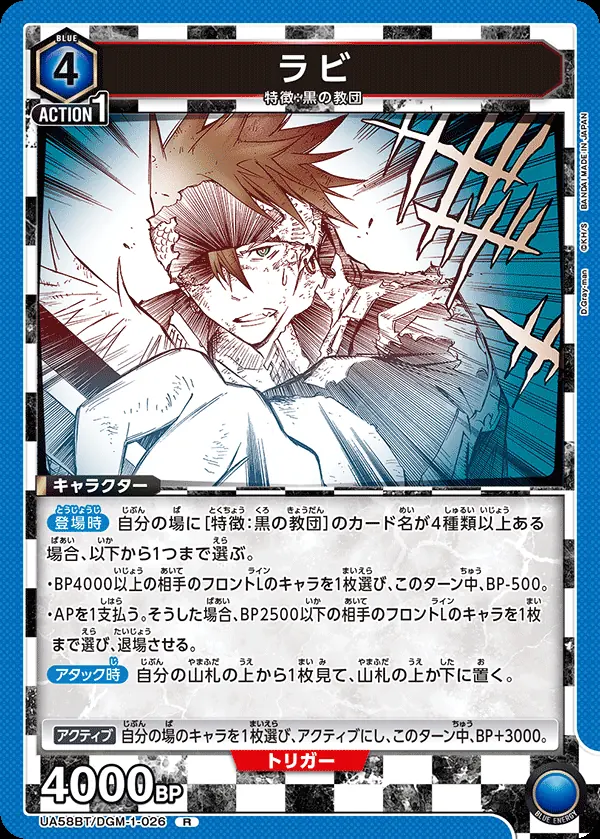 BLUE
4
ACTION 1
ラビ
特徴:黒の教団
BANDAI MADE IN JAPAN
©KH/S
D.Gray-man
キャラクター
登場時 自分の場に[特徴:黒の教団]のカード名が4種類以上ある
場合、以下から1つまで選ぶ。
・BP4000以上の相手のフロントLのキャラを1枚選び、このターン中、BP-500。
・APを1支払う。そうした場合、BP2500以下の相手のフロントLのキャラを1枚
まで選び、退場させる。
アタック時 自分の山札の上から1枚見て、山札の上か下に置く。
アクティブ 自分の場のキャラを1枚選び、アクティブにし、このターン中、BP+3000。
トリガー
4000BP
BLUE ENERGY
UA58BT/DGM-1-026 R